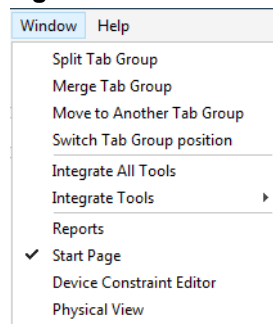 Window Help
Split Tab Group
Merge Tab Group
Move to Another Tab Group
Switch Tab Group position
Integrate All Tools
Integrate Tools
Reports
Start Page
Device Constraint Editor
Physical View